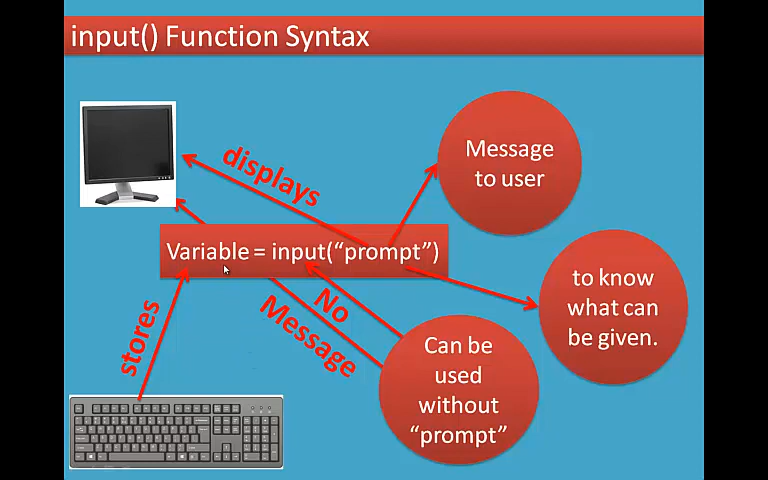 input() Function Syntax
Message
to user
displays
Variable = input(“prompt”)
to know
what can
be given.
No
Message
stores
Can be
used
without
“prompt”